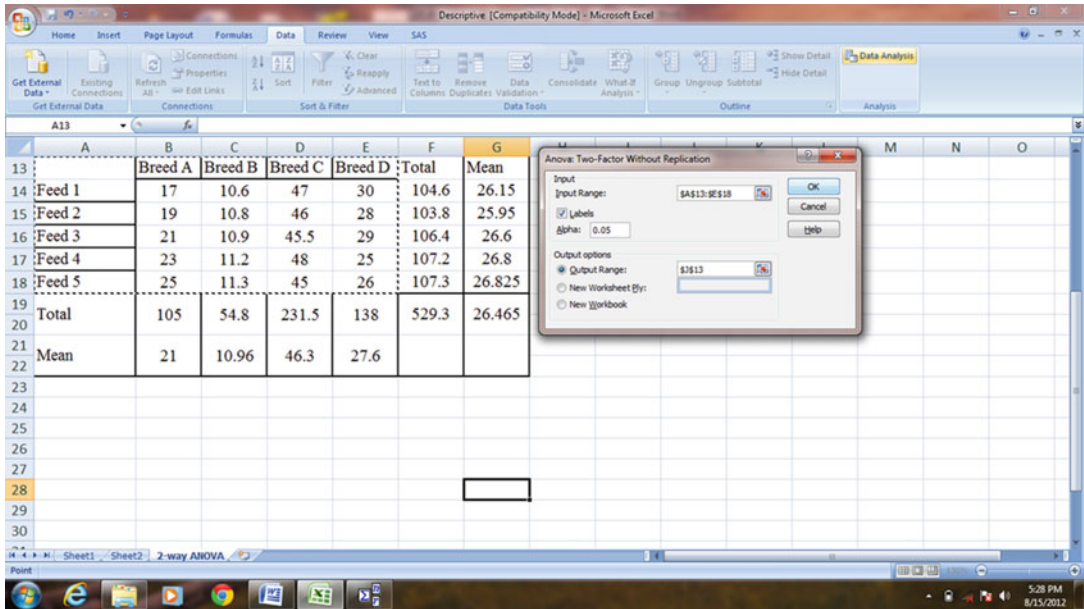 Descriptive [Compatibility Mode] - Microsoft Excel
Home Insert Page Layout Formulas Data Review View SAS
Get External Data Existing Connections Refresh All Connections Properties Edit Links Sort Filter Clear Reapply Advanced Text to Columns Remove Duplicates Data Validation Consolidate What-If Analysis Group Ungroup Subtotal Show Detail Hide Detail Data Analysis
Get External Data Connections Sort & Filter Data Tools Outline Analysis
A13 fx
A B C D E F G M N O
13 Breed A Breed B Breed C Breed D Total Mean
14 Feed 1 17 10.6 47 30 104.6 26.15
15 Feed 2 19 10.8 46 28 103.8 25.95
16 Feed 3 21 10.9 45.5 29 106.4 26.6
17 Feed 4 23 11.2 48 25 107.2 26.8
18 Feed 5 25 11.3 45 26 107.3 26.825
19
Total 105 54.8 231.5 138 529.3 26.465
20
21
Mean 21 10.96 46.3 27.6
22
23
24
25
26
27
28
29
30
Anova: Two-Factor Without Replication
Input
Input Range: $A$13:$E$18
Labels
Alpha: 0.05
Output options
Output Range: $J$13
New Worksheet Ply:
New Workbook
OK
Cancel
Help
Sheet1 Sheet2 2-way ANOVA
Point
5:28 PM
8/15/2012